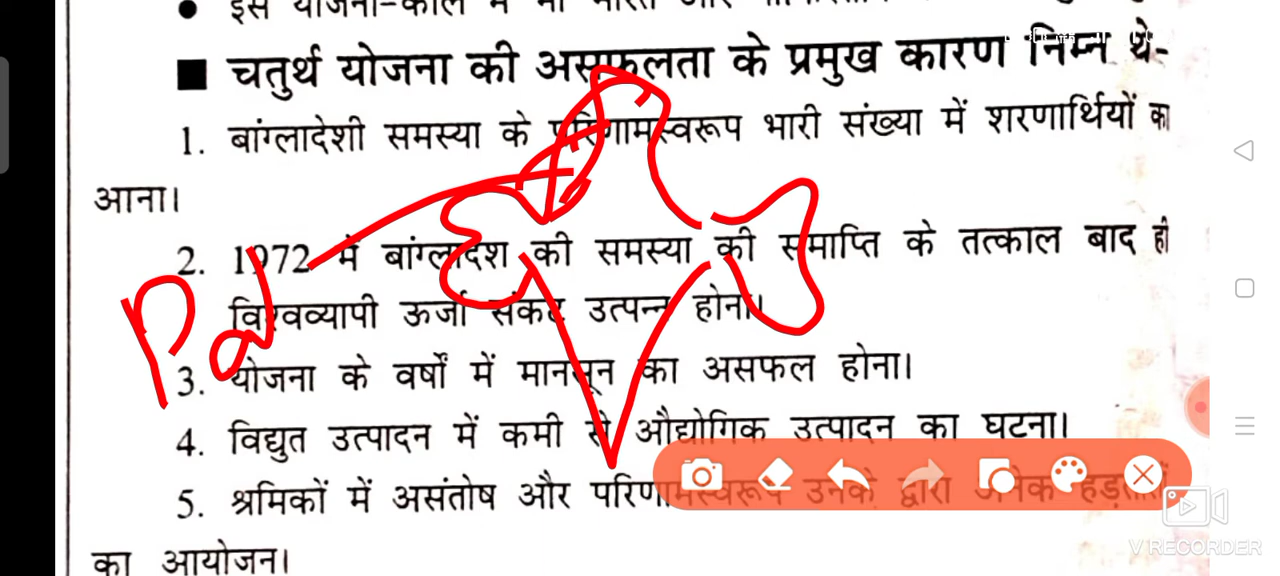 ■ चतुर्थ योजना की असफलता के प्रमुख कारण निम्न थे-
1. बांग्लादेशी समस्या के परिणामस्वरूप भारी संख्या में शरणार्थियों का
आना।
2. 1972 में बांग्लादेश की समस्या की समाप्ति के तत्काल बाद ही
विश्वव्यापी ऊर्जा संकट उत्पन्न होना।
3. योजना के वर्षों में मानसून का असफल होना।
4. विद्युत उत्पादन में कमी से औद्योगिक उत्पादन का घटना।
5. श्रमिकों में असंतोष और परिणामस्वरूप उनके द्वारा अनेक हड़तालों
का आयोजन।
Pal
V RECORDER